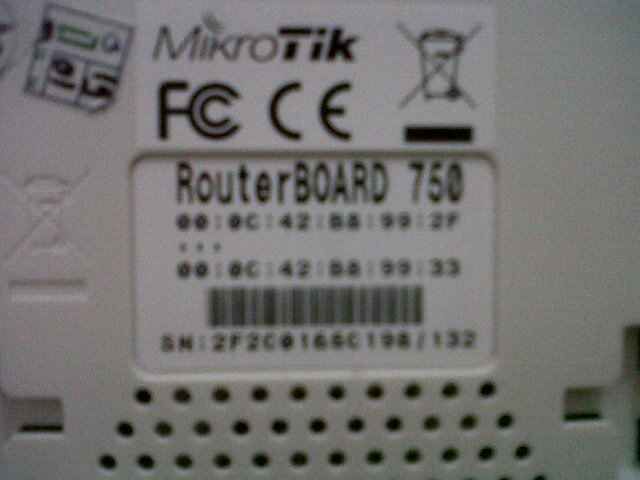 MikroTik
FC CE
RouterBOARD 750
00:0C:42:B8:99:2F
...
00:0C:42:B8:99:33
SN:2F2C0166C198/132